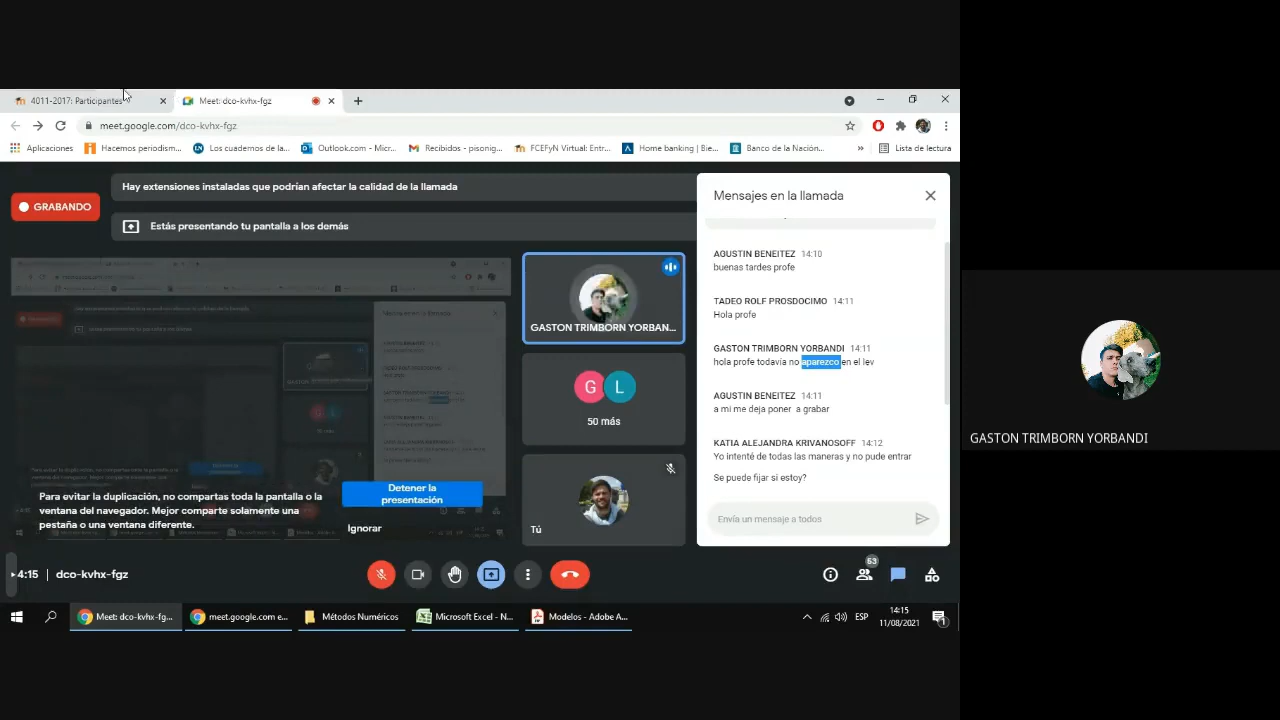 4011-2017: Participantes
Meet: dco-kvhx-fgz
meet.google.com/dco-kvhx-fgz
Aplicaciones
Hacemos periodism...
Los cuadernos de la...
Outlook.com - Micr...
Recibidos - pisonig...
FCEFyN Virtual: Entr...
Home banking | Bie...
Banco de la Nación...
»
Lista de lectura
Hay extensiones instaladas que podrían afectar la calidad de la llamada
GRABANDO
Estás presentando tu pantalla a los demás
GASTON TRIMBORN YORBAN...
G L
50 más
Tú
Para evitar la duplicación, no compartas toda la pantalla o la
ventana del navegador. Mejor comparte solamente una
pestaña o una ventana diferente.
Detener la
presentación
Ignorar
Mensajes en la llamada
AGUSTIN BENEITEZ 14:10
buenas tardes profe
TADEO ROLF PROSDOCIMO 14:11
Hola profe
GASTON TRIMBORN YORBANDI 14:11
hola profe todavía no aparezco en el lev
AGUSTIN BENEITEZ 14:11
a mi me deja poner a grabar
KATIA ALEJANDRA KRIVANOSOFF 14:12
Yo intenté de todas las maneras y no pude entrar
Se puede fijar si estoy?
Envía un mensaje a todos
4:15 | dco-kvhx-fgz
53
Meet: dco-kvhx-fg...
meet.google.com e...
Métodos Numéricos
Microsoft Excel - N...
Modelos - Adobe A...
ESP
14:15
11/08/2021
1
GASTON TRIMBORN YORBANDI